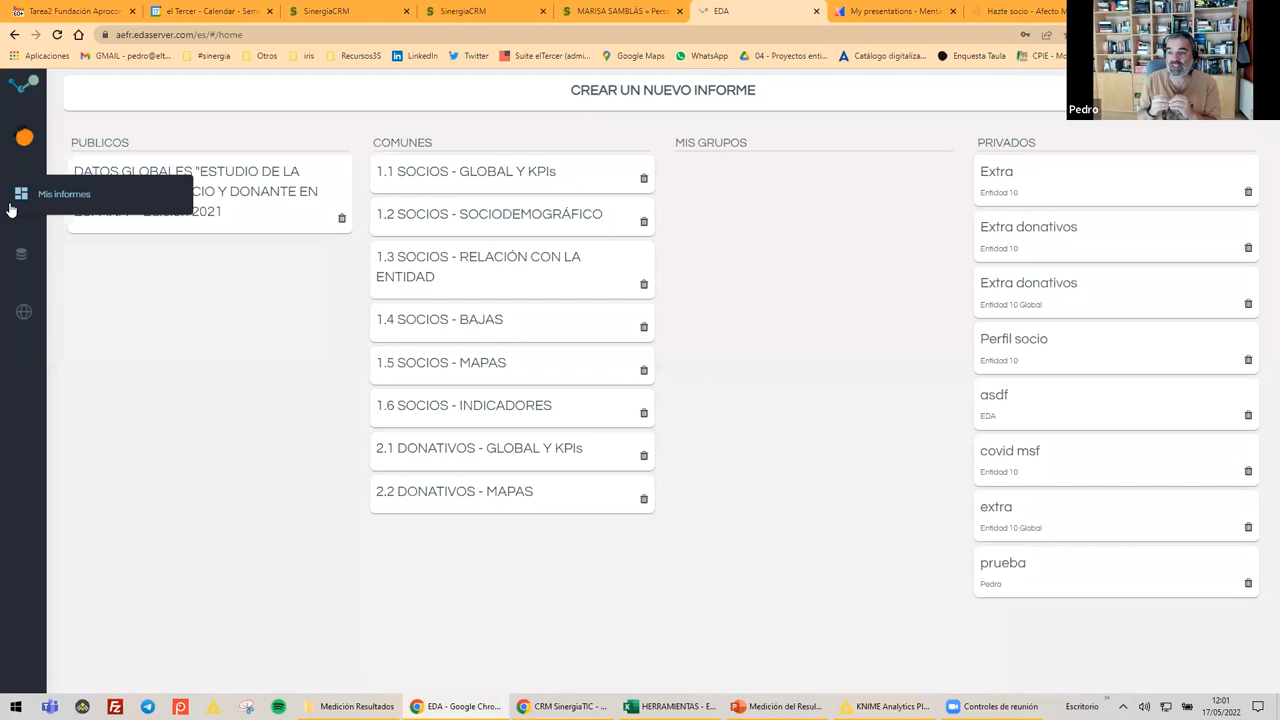 Tarea2 Fundación Aprocor
el Tercer - Calendar - Seman
SinergiaCRM
SinergiaCRM
MARISA SAMBLÁS » Person
EDA
My presentations - Mentim
Hazte socio - Afecto M
aefr.edaserver.com/es/#/home
Aplicaciones
GMAIL - pedro@elt...
#sinergia
Otros
iris
Recursos3S
LinkedIn
Twitter
Suite eITercer (admi...
Google Maps
WhatsApp
04 - Proyectos enti...
Catálogo digitaliza...
Enquesta Taula
CPIE - Mo
Pedro
CREAR UN NUEVO INFORME
PUBLICOS
COMUNES
MIS GRUPOS
PRIVADOS
DATOS GLOBALES "ESTUDIO DE LA
CIO Y DONANTE EN
2021
Mis informes
1.1 SOCIOS - GLOBAL Y KPIs
1.2 SOCIOS - SOCIODEMOGRÁFICO
1.3 SOCIOS - RELACIÓN CON LA
ENTIDAD
1.4 SOCIOS - BAJAS
1.5 SOCIOS - MAPAS
1.6 SOCIOS - INDICADORES
2.1 DONATIVOS - GLOBAL Y KPIs
2.2 DONATIVOS - MAPAS
Extra
Entidad 10
Extra donativos
Entidad 10
Extra donativos
Entidad 10 Global
Perfil socio
Entidad 10
asdf
EDA
covid msf
Entidad 10
extra
Entidad 10 Global
prueba
Pedro
Medición Resultados
EDA - Google Chro...
CRM SinergiaTIC - ...
HERRAMIENTAS - E...
Medición del Resul...
KNIME Analytics Pl...
Controles de reunión
Escritorio
12:01
17/05/2022